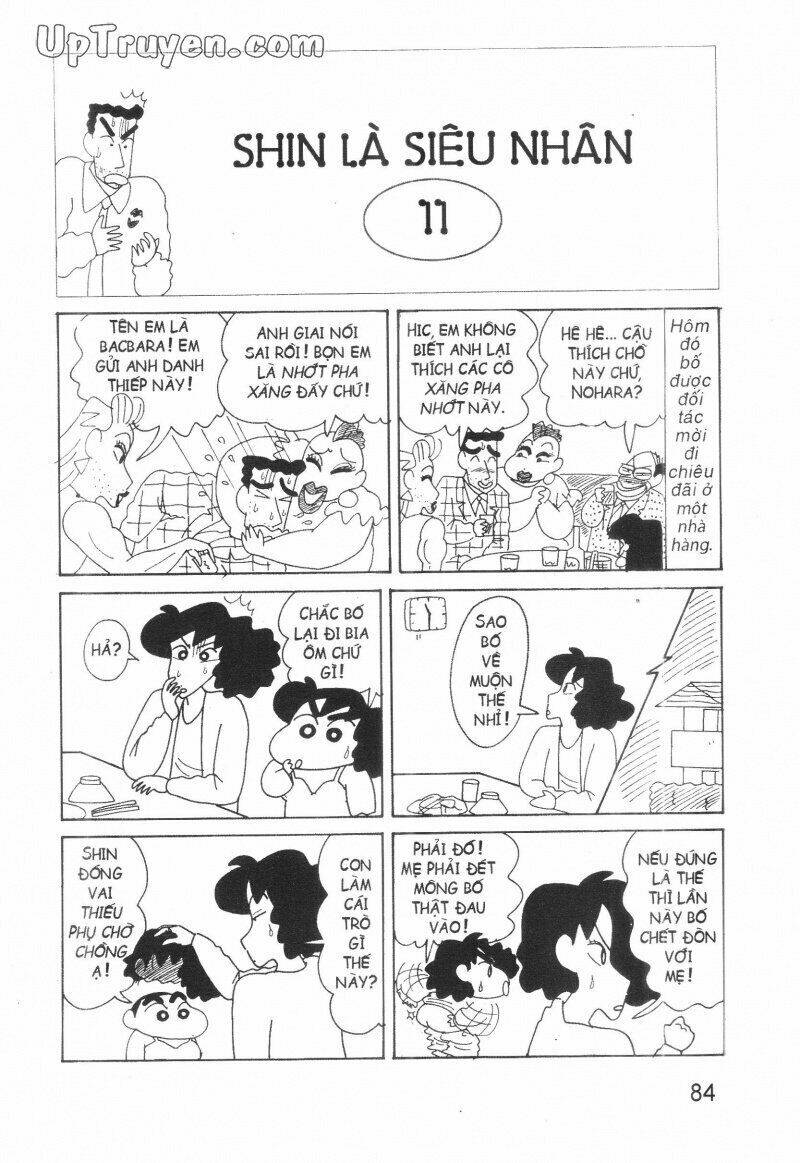 UpTruyen.com
SHIN LÀ SIÊU NHÂN
11
Hôm
đó
bố
được
đối
tác
mời
đi
chiêu
đãi ở
một
nhà
hàng.
HÊ HÊ... CẬU
THÍCH CHỖ
NÀY CHỨ,
NOHARA?
HIC, EM KHÔNG
BIẾT ANH LẠI
THÍCH CÁC CÔ
XĂNG PHA
NHỚT NÀY.
ANH GIAI NÓI
SAI RỒI! BỌN EM
LÀ NHỚT PHA
XĂNG ĐẤY CHỨ!
TÊN EM LÀ
BACBARA! EM
GỬI ANH DANH
THIẾP NÀY!
SAO
BỐ
VỀ
MUỘN
THẾ
NHỈ!
CHẮC BỐ
LẠI ĐI BIA
ÔM CHỨ
GÌ!
HẢ?
NẾU ĐÚNG
LÀ THẾ
THÌ LẦN
NÀY BỐ
CHẾT ĐÒN
VỚI
MẸ!
PHẢI ĐÓ!
MẸ PHẢI ĐÉT
MÔNG BỐ
THẬT ĐAU
VÀO!
CON
LÀM
CÁI
TRÒ
GÌ
THẾ
NÀY?
SHIN
ĐÓNG
VAI
THIẾU
PHỤ CHỜ
CHỒNG
Ạ!
84